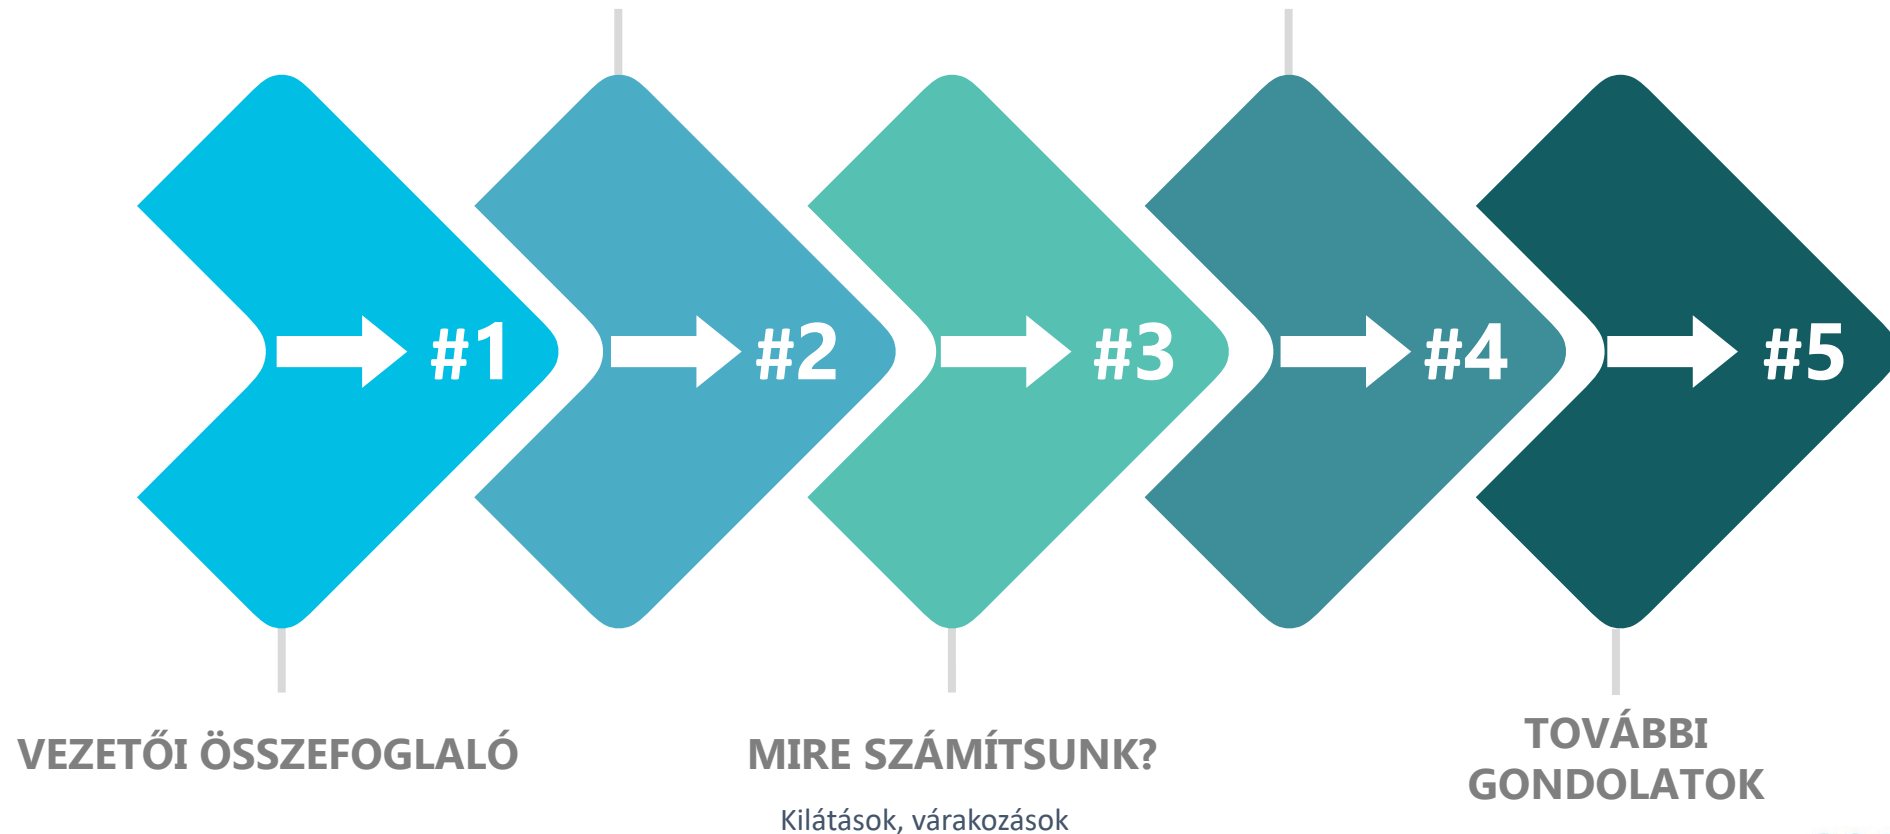 #1
#2
#3
#4
#5
VEZETŐI ÖSSZEFOGLALÓ
MIRE SZÁMÍTSUNK?
Kilátások, várakozások
TOVÁBBI
GONDOLATOK